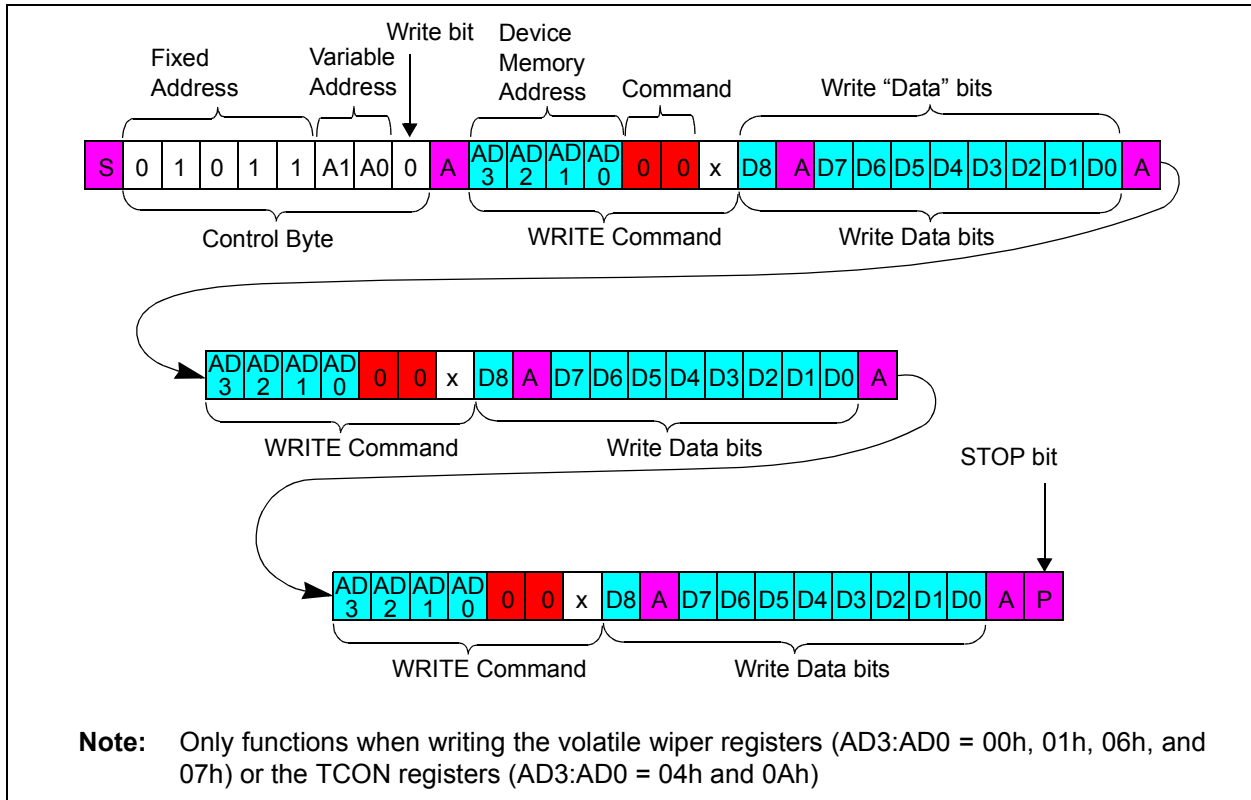 Write bit
Device
Memory
Address
Fixed
Address
Variable
Address
Command
Write “Data” bits
S 0 1 0 1 1 A1 A0 0 A AD3 AD2 AD1 AD0 0 0 x D8 A D7 D6 D5 D4 D3 D2 D1 D0 A
Control Byte WRITE Command Write Data bits
AD3 AD2 AD1 AD0 0 0 x D8 A D7 D6 D5 D4 D3 D2 D1 D0 A
WRITE Command Write Data bits
STOP bit
AD3 AD2 AD1 AD0 0 0 x D8 A D7 D6 D5 D4 D3 D2 D1 D0 A P
WRITE Command Write Data bits
Note: Only functions when writing the volatile wiper registers (AD3:AD0 = 00h, 01h, 06h, and
07h) or the TCON registers (AD3:AD0 = 04h and 0Ah)